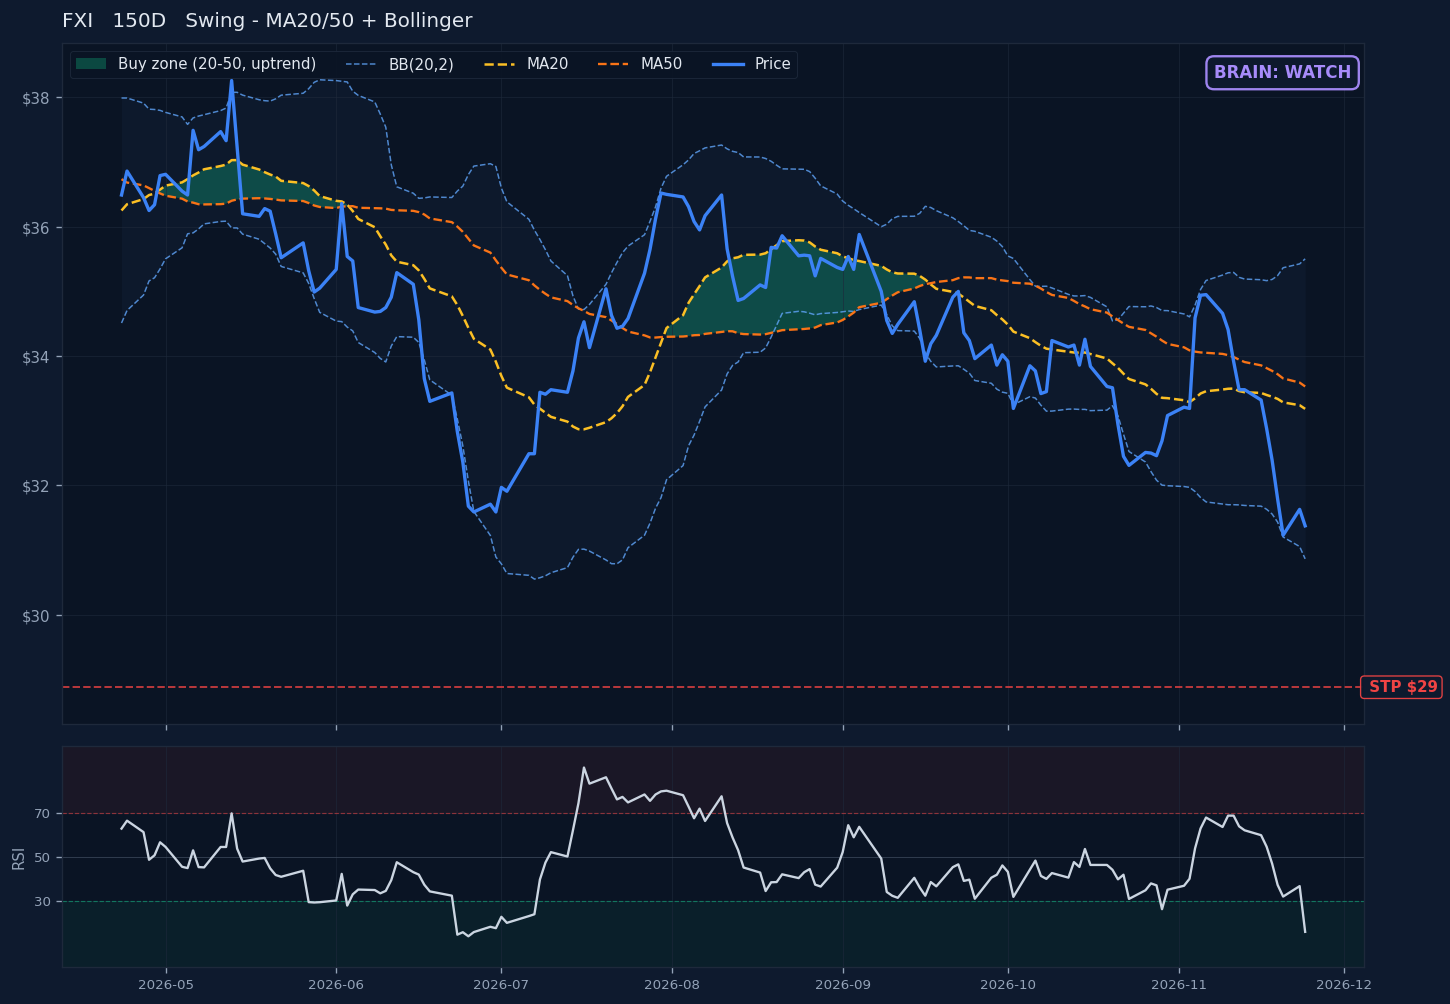 FXI   150D   Swing - MA20/50 + Bollinger
Buy zone (20-50, uptrend)   BB(20,2)   MA20   MA50   Price
BRAIN: WATCH
$38
$36
$34
$32
$30
STP $29
RSI
70
50
30
2026-05   2026-06   2026-07   2026-08   2026-09   2026-10   2026-11   2026-12